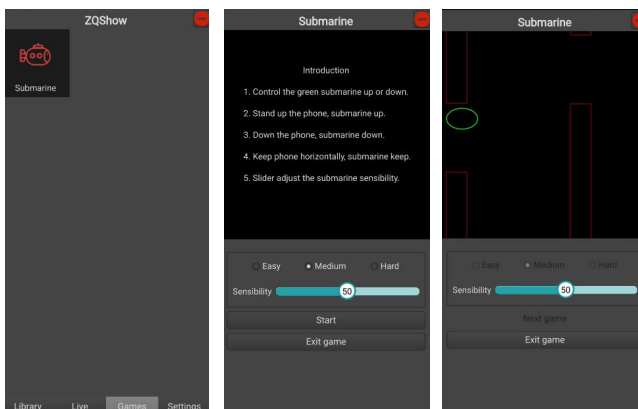 ZQShow
Submarine
Library Live Games Settings
Submarine
Introduction
1. Control the green submarine up or down.
2. Stand up the phone, submarine up.
3. Down the phone, submarine down.
4. Keep phone horizontally, submarine keep.
5. Slider adjust the submarine sensibility.
Easy Medium Hard
Sensibility 50
Start
Exit game
Submarine
Easy Medium Hard
Sensibility 50
Next game
Exit game